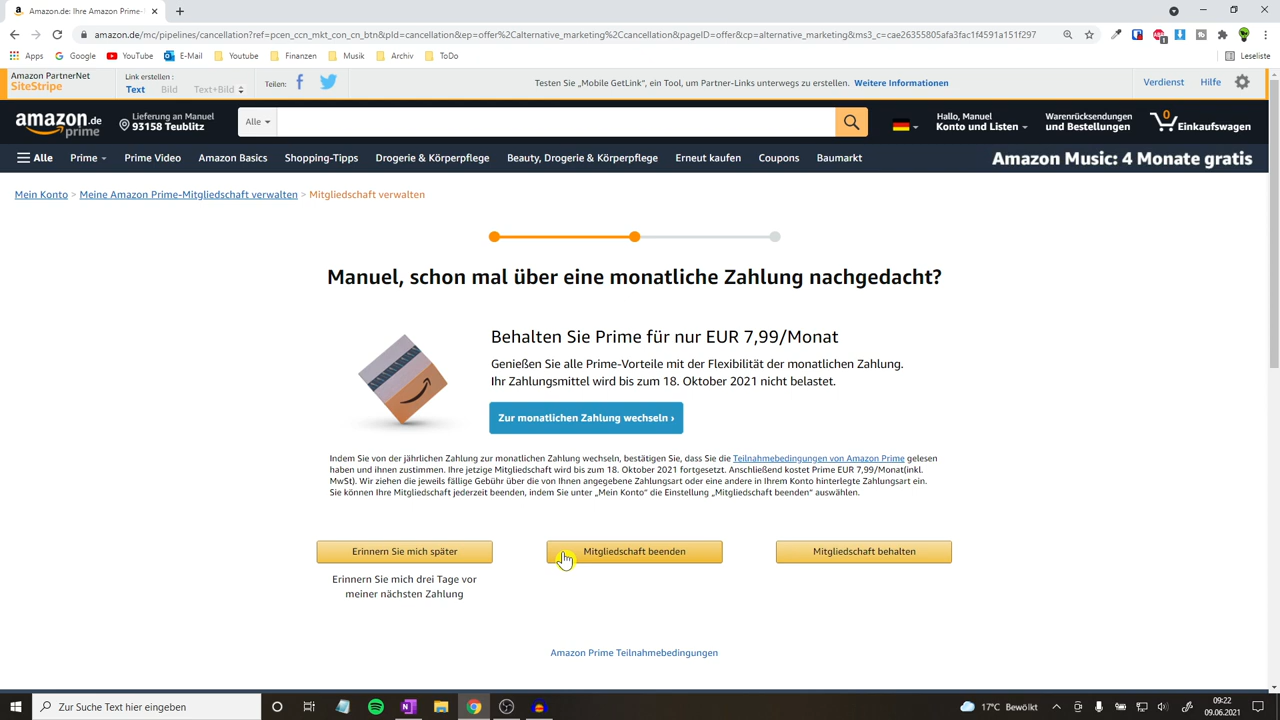 Amazon.de: Ihre Amazon Prime-
amazon.de/mc/pipelines/cancellation?ref=pcen_ccn_mkt_con_cn_btn&pId=cancellation&ep=offer%2Calternative_marketing%2Ccancellation&pageID=offer&cp=alternative_marketing&ms3_c=cae26355805afa3fac1f4591a151f297
Apps Google YouTube E-Mail Youtube Finanzen Musik Archiv ToDo Leseliste
Amazon PartnerNet
SiteStripe
Link erstellen :
Text Bild Text+Bild
Teilen:
Testen Sie „Mobile GetLink“, ein Tool, um Partner-Links unterwegs zu erstellen. Weitere Informationen
Verdienst Hilfe
amazon.de
prime
Lieferung an Manuel
93158 Teublitz
Alle
Hallo, Manuel
Konto und Listen
Warenrücksendungen
und Bestellungen
0
Einkaufswagen
Alle Prime Prime Video Amazon Basics Shopping-Tipps Drogerie & Körperpflege Beauty, Drogerie & Körperpflege Erneut kaufen Coupons Baumarkt Amazon Music: 4 Monate gratis
Mein Konto > Meine Amazon Prime-Mitgliedschaft verwalten > Mitgliedschaft verwalten
Manuel, schon mal über eine monatliche Zahlung nachgedacht?
Behalten Sie Prime für nur EUR 7,99/Monat
Genießen Sie alle Prime-Vorteile mit der Flexibilität der monatlichen Zahlung.
Ihr Zahlungsmittel wird bis zum 18. Oktober 2021 nicht belastet.
Zur monatlichen Zahlung wechseln ›
Indem Sie von der jährlichen Zahlung zur monatlichen Zahlung wechseln, bestätigen Sie, dass Sie die Teilnahmebedingungen von Amazon Prime gelesen
haben und ihnen zustimmen. Ihre jetzige Mitgliedschaft wird bis zum 18. Oktober 2021 fortgesetzt. Anschließend kostet Prime EUR 7,99/Monat(inkl.
MwSt). Wir ziehen die jeweils fällige Gebühr über die von Ihnen angegebene Zahlungsart oder eine andere in Ihrem Konto hinterlegte Zahlungsart ein.
Sie können Ihre Mitgliedschaft jederzeit beenden, indem Sie unter „Mein Konto“ die Einstellung „Mitgliedschaft beenden“ auswählen.
Erinnern Sie mich später
Mitgliedschaft beenden
Mitgliedschaft behalten
Erinnern Sie mich drei Tage vor
meiner nächsten Zahlung
Amazon Prime Teilnahmebedingungen
Zur Suche Text hier eingeben
17°C Bewölkt
09:22
09.06.2021